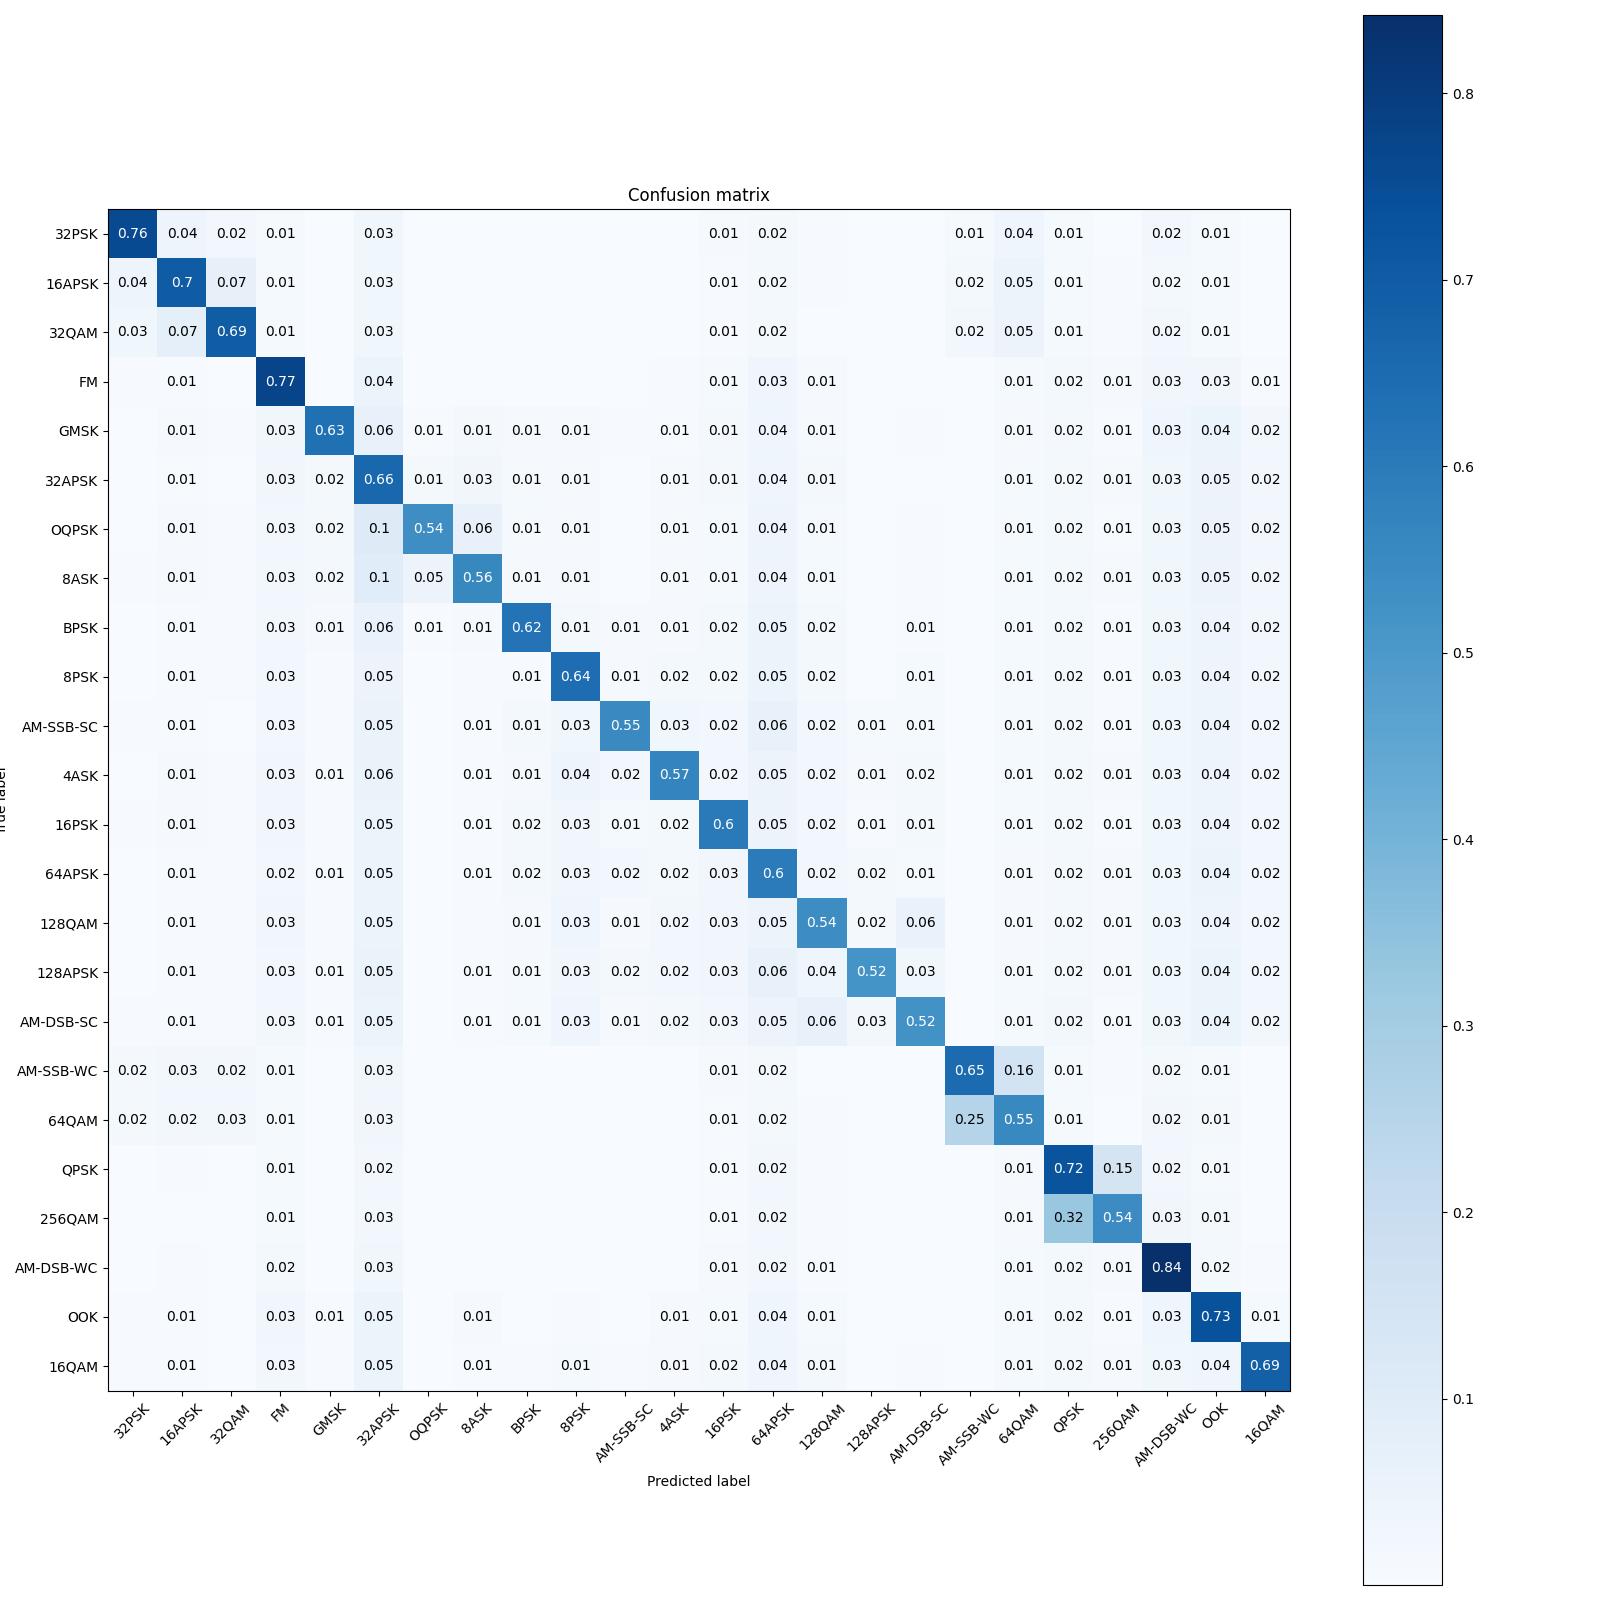 Confusion matrix
32PSK 0.76 0.04 0.02 0.01 0.03 0.01 0.02 0.01 0.04 0.01 0.02 0.01
16APSK 0.04 0.7 0.07 0.01 0.03 0.01 0.02 0.02 0.05 0.01 0.02 0.01
32QAM 0.03 0.07 0.69 0.01 0.03 0.01 0.02 0.02 0.05 0.01 0.02 0.01
FM 0.01 0.77 0.04 0.01 0.03 0.01 0.01 0.02 0.01 0.03 0.03 0.01
GMSK 0.01 0.03 0.63 0.06 0.01 0.01 0.01 0.01 0.01 0.01 0.04 0.01 0.01 0.02 0.01 0.03 0.04 0.02
32APSK 0.01 0.03 0.02 0.66 0.01 0.03 0.01 0.01 0.01 0.01 0.04 0.01 0.01 0.02 0.01 0.03 0.05 0.02
OQPSK 0.01 0.03 0.02 0.1 0.54 0.06 0.01 0.01 0.01 0.01 0.04 0.01 0.01 0.02 0.01 0.03 0.05 0.02
8ASK 0.01 0.03 0.02 0.1 0.05 0.56 0.01 0.01 0.01 0.01 0.04 0.01 0.01 0.02 0.01 0.03 0.05 0.02
BPSK 0.01 0.03 0.01 0.06 0.01 0.01 0.62 0.01 0.01 0.01 0.02 0.05 0.02 0.01 0.01 0.02 0.01 0.03 0.04 0.02
8PSK 0.01 0.03 0.05 0.01 0.64 0.01 0.02 0.02 0.05 0.02 0.01 0.01 0.02 0.01 0.03 0.04 0.02
AM-SSB-SC 0.01 0.03 0.05 0.01 0.01 0.03 0.55 0.03 0.02 0.06 0.02 0.01 0.01 0.01 0.02 0.01 0.03 0.04 0.02
4ASK 0.01 0.03 0.01 0.06 0.01 0.01 0.04 0.02 0.57 0.02 0.05 0.02 0.01 0.02 0.01 0.02 0.01 0.03 0.04 0.02
16PSK 0.01 0.03 0.05 0.01 0.02 0.03 0.01 0.02 0.6 0.05 0.02 0.01 0.01 0.01 0.02 0.01 0.03 0.04 0.02
64APSK 0.01 0.02 0.01 0.05 0.01 0.02 0.03 0.02 0.02 0.03 0.6 0.02 0.02 0.01 0.01 0.02 0.01 0.03 0.04 0.02
128QAM 0.01 0.03 0.05 0.01 0.03 0.01 0.02 0.03 0.05 0.54 0.02 0.06 0.01 0.02 0.01 0.03 0.04 0.02
128APSK 0.01 0.03 0.01 0.05 0.01 0.01 0.03 0.02 0.02 0.03 0.06 0.04 0.52 0.03 0.01 0.02 0.01 0.03 0.04 0.02
AM-DSB-SC 0.01 0.03 0.01 0.05 0.01 0.01 0.03 0.01 0.02 0.03 0.05 0.06 0.03 0.52 0.01 0.02 0.01 0.03 0.04 0.02
AM-SSB-WC 0.02 0.03 0.02 0.01 0.03 0.01 0.02 0.65 0.16 0.01 0.02 0.01
64QAM 0.02 0.02 0.03 0.01 0.03 0.01 0.02 0.25 0.55 0.01 0.02 0.01
QPSK 0.01 0.02 0.01 0.02 0.01 0.72 0.15 0.02 0.01
256QAM 0.01 0.03 0.01 0.02 0.01 0.32 0.54 0.03 0.01
AM-DSB-WC 0.02 0.03 0.01 0.02 0.01 0.01 0.02 0.01 0.84 0.02
OOK 0.01 0.03 0.01 0.05 0.01 0.01 0.01 0.04 0.01 0.01 0.02 0.01 0.03 0.73 0.01
16QAM 0.01 0.03 0.05 0.01 0.01 0.01 0.02 0.04 0.01 0.01 0.02 0.01 0.03 0.04 0.69
32PSK 16APSK 32QAM FM GMSK 32APSK OQPSK 8ASK BPSK 8PSK AM-SSB-SC 4ASK 16PSK 64APSK 128QAM 128APSK AM-DSB-SC AM-SSB-WC 64QAM QPSK 256QAM AM-DSB-WC OOK 16QAM
Predicted label
0.8
0.7
0.6
0.5
0.4
0.3
0.2
0.1